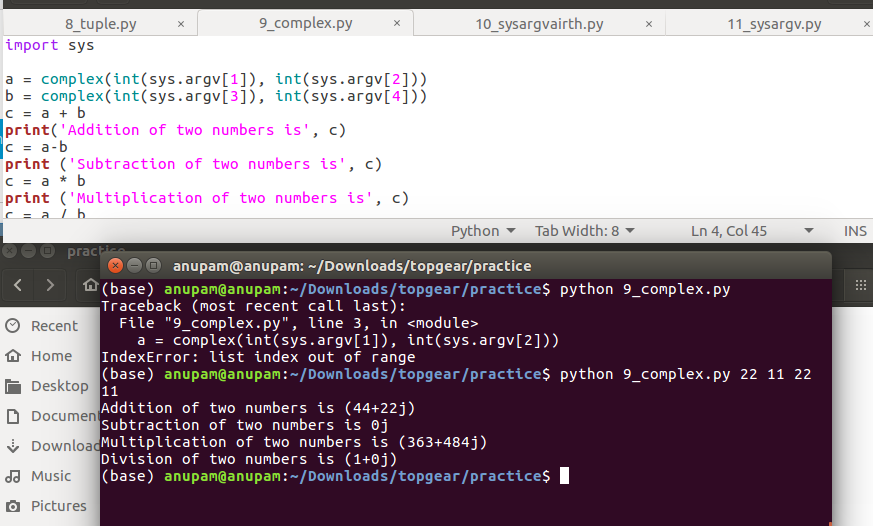 8_tuple.py × 9_complex.py × 10_sysargvairth.py × 11_sysargv.py ×
import sys
a = complex(int(sys.argv[1]), int(sys.argv[2]))
b = complex(int(sys.argv[3]), int(sys.argv[4]))
c = a + b
print('Addition of two numbers is', c)
c = a-b
print ('Subtraction of two numbers is', c)
c = a * b
print ('Multiplication of two numbers is', c)
c = a / b
Python Tab Width: 8 Ln 4, Col 45 INS
practice
anupam@anupam: ~/Downloads/topgear/practice
(base) anupam@anupam:~/Downloads/topgear/practice$ python 9_complex.py
Traceback (most recent call last):
File "9_complex.py", line 3, in <module>
a = complex(int(sys.argv[1]), int(sys.argv[2]))
IndexError: list index out of range
(base) anupam@anupam:~/Downloads/topgear/practice$ python 9_complex.py 22 11 22
11
Addition of two numbers is (44+22j)
Subtraction of two numbers is 0j
Multiplication of two numbers is (363+484j)
Division of two numbers is (1+0j)
(base) anupam@anupam:~/Downloads/topgear/practice$
Recent
Home
Desktop
Documen
Downloac
Music
Pictures